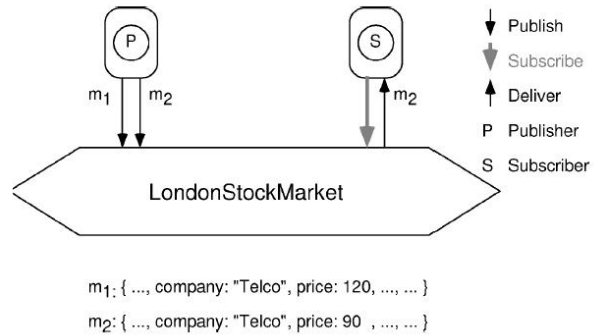 P
S
Publish
Subscribe
Deliver
P Publisher
S Subscriber
m1 m2
m2
LondonStockMarket
m1: { ..., company: "Telco", price: 120, ..., ... }
m2: { ..., company: "Telco", price: 90 , ..., ... }